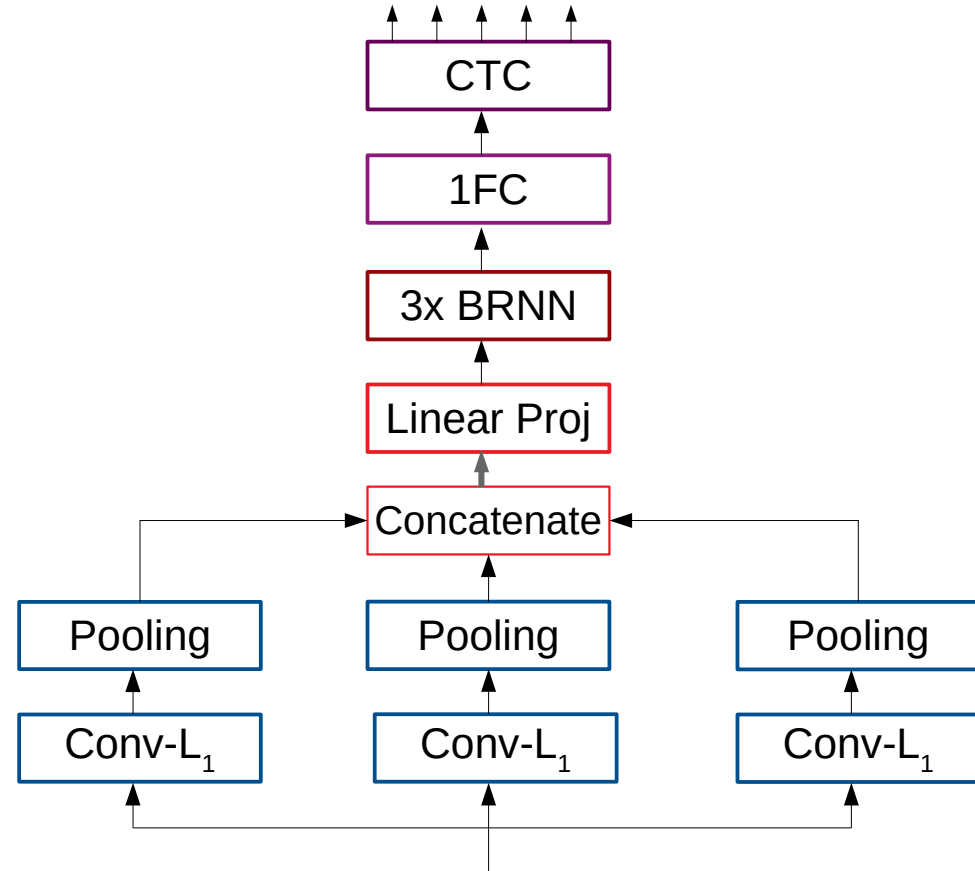 CTC
1FC
3x BRNN
Linear Proj
Concatenate
Pooling
Pooling
Pooling
Conv-L1
Conv-L1
Conv-L1